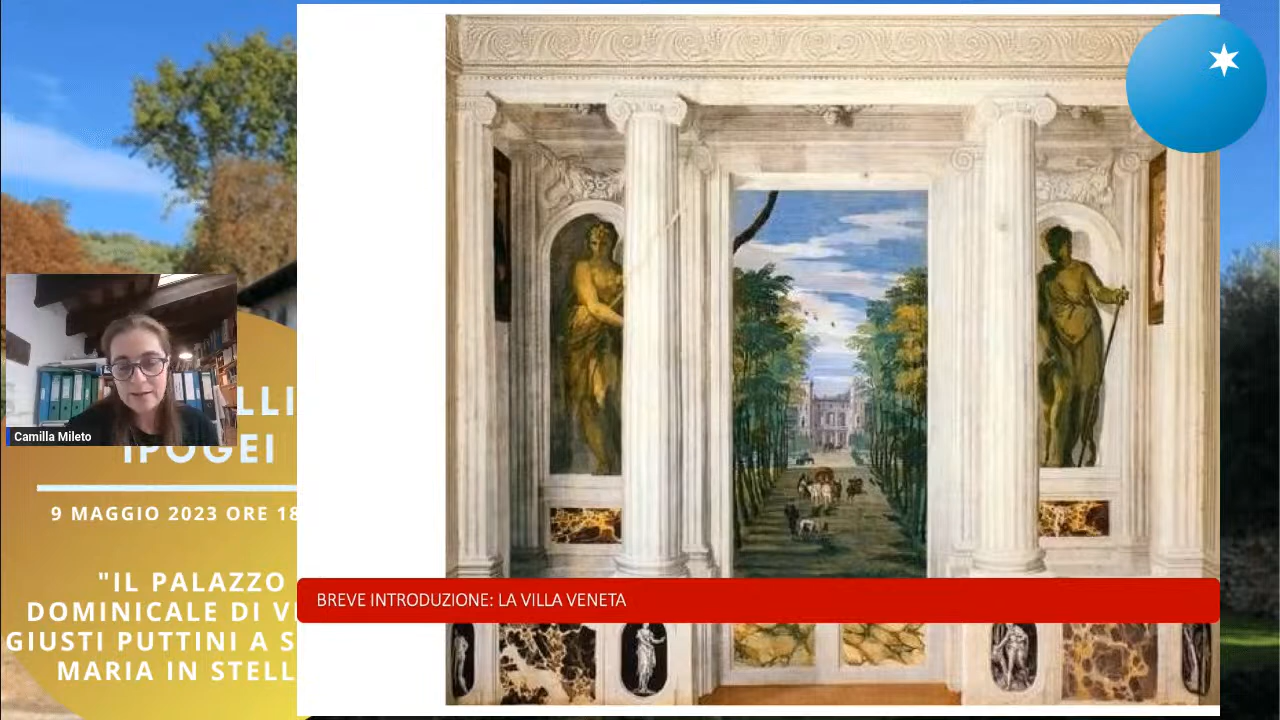 BREVE INTRODUZIONE: LA VILLA VENETA
Camilla Mileto
LLI
IPOGEI
9 MAGGIO 2023 ORE 18
"IL PALAZZO
DOMINICALE DI
GIUSTI PUTTINI A S
MARIA IN STELL